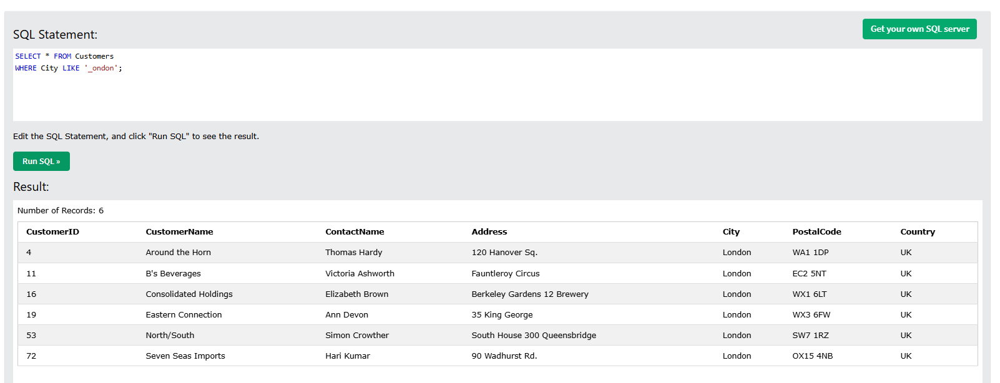 SQL Statement:
Get your own SQL server
SELECT * FROM Customers
WHERE City LIKE '_ondon';
Edit the SQL Statement, and click "Run SQL" to see the result.
Run SQL »
Result:
Number of Records: 6
CustomerID CustomerName ContactName Address City PostalCode Country
4 Around the Horn Thomas Hardy 120 Hanover Sq. London WA1 1DP UK
11 B's Beverages Victoria Ashworth Fauntleroy Circus London EC2 5NT UK
16 Consolidated Holdings Elizabeth Brown Berkeley Gardens 12 Brewery London WX1 6LT UK
19 Eastern Connection Ann Devon 35 King George London WX3 6FW UK
53 North/South Simon Crowther South House 300 Queensbridge London SW7 1RZ UK
72 Seven Seas Imports Hari Kumar 90 Wadhurst Rd. London OX15 4NB UK